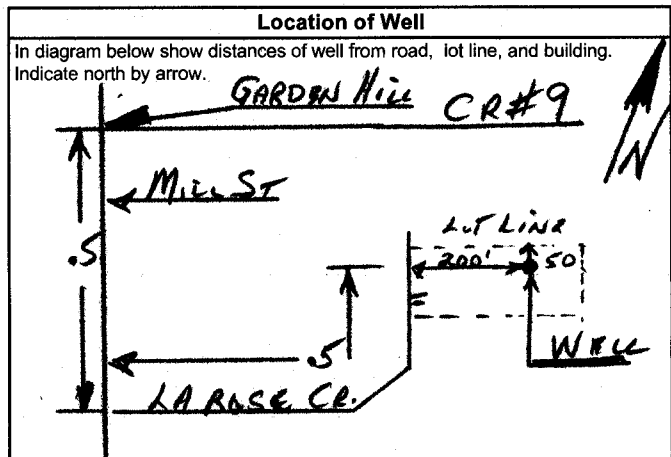 Location of Well
In diagram below show distances of well from road, lot line, and building.
Indicate north by arrow.
GARDEN HILL
CR#9
N
MILL ST
LOT LINE
.5
200'
50
.5
WELL
LAROSE CR.